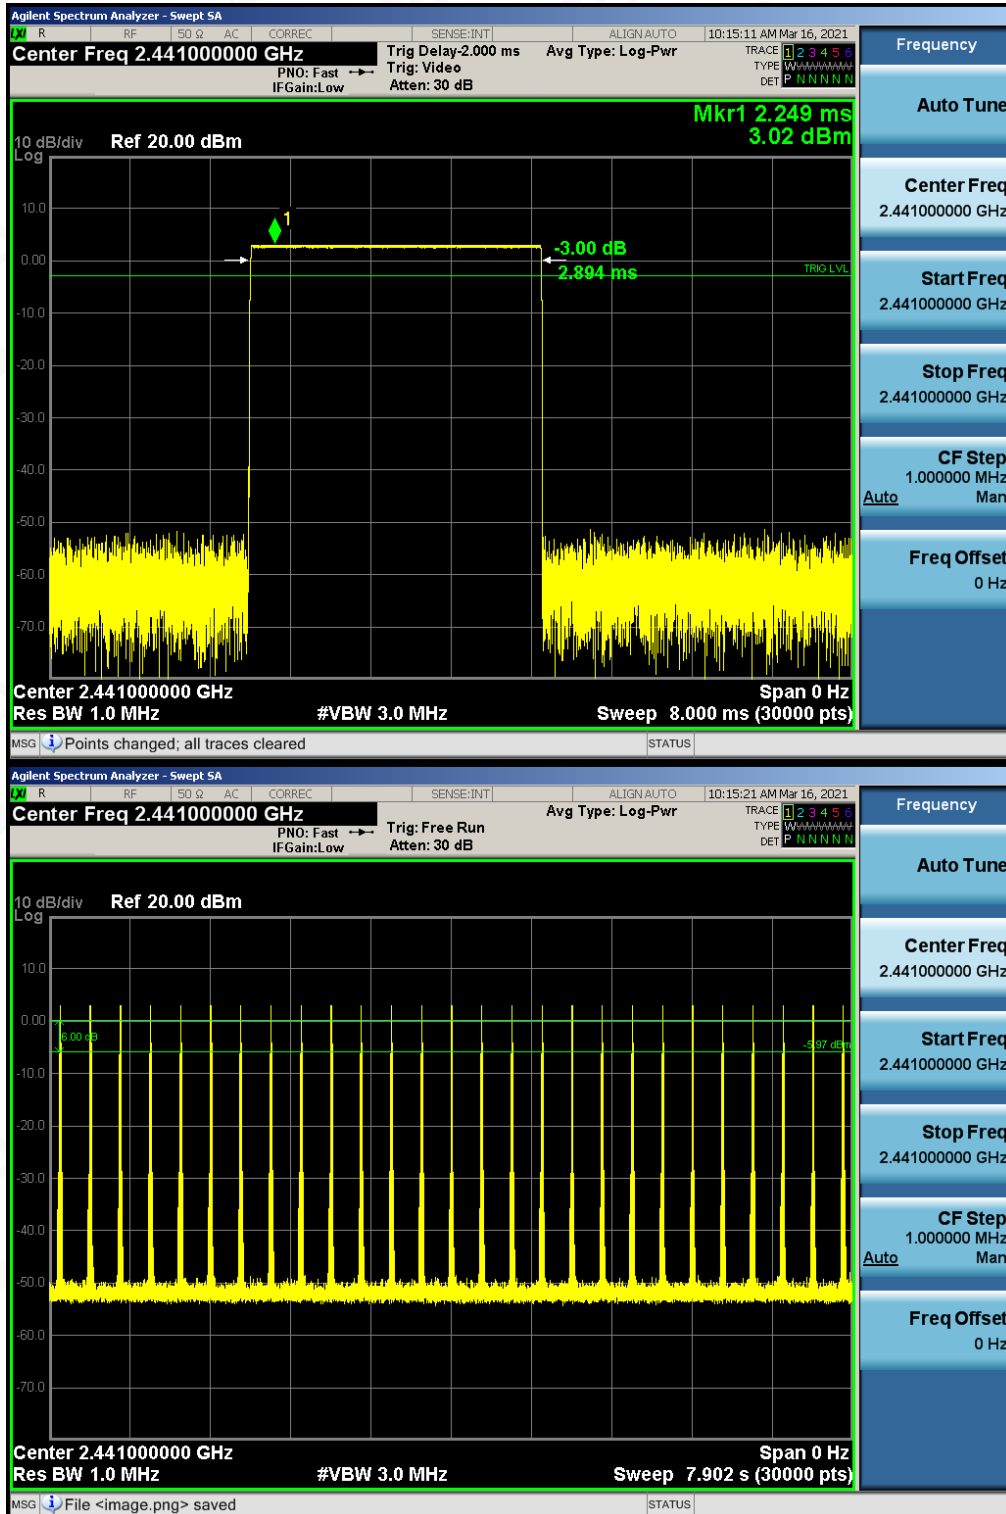 Agilent Spectrum Analyzer - Swept SA
LXI R RF 50 Ω AC CORREC SENSE:INT ALIGN AUTO 10:15:11 AM Mar 16, 2021
Center Freq 2.441000000 GHz
Trig Delay-2.000 ms Avg Type: Log-Pwr TRACE 1 2 3 4 5 6
PNO: Fast Trig: Video TYPE WWWWWW
IFGain:Low Atten: 30 dB DET P N N N N N
Frequency
Auto Tune
Mkr1 2.249 ms
3.02 dBm
10 dB/div Ref 20.00 dBm
Log
10.0
0.00
-10.0
-20.0
-30.0
-40.0
-50.0
-60.0
-70.0
1
-3.00 dB
2.894 ms
TRIG LVL
Center Freq
2.441000000 GHz
Start Freq
2.441000000 GHz
Stop Freq
2.441000000 GHz
CF Step
1.000000 MHz
Auto Man
Freq Offset
0 Hz
Center 2.441000000 GHz Span 0 Hz
Res BW 1.0 MHz #VBW 3.0 MHz Sweep 8.000 ms (30000 pts)
MSG Points changed; all traces cleared STATUS
Agilent Spectrum Analyzer - Swept SA
LXI R RF 50 Ω AC CORREC SENSE:INT ALIGN AUTO 10:15:21 AM Mar 16, 2021
Center Freq 2.441000000 GHz
Avg Type: Log-Pwr TRACE 1 2 3 4 5 6
PNO: Fast Trig: Free Run TYPE WWWWWW
IFGain:Low Atten: 30 dB DET P N N N N N
Frequency
Auto Tune
10 dB/div Ref 20.00 dBm
Log
10.0
0.00
-10.0
-20.0
-30.0
-40.0
-50.0
-60.0
-70.0
6.00 dB
-5.97 dBm
Center Freq
2.441000000 GHz
Start Freq
2.441000000 GHz
Stop Freq
2.441000000 GHz
CF Step
1.000000 MHz
Auto Man
Freq Offset
0 Hz
Center 2.441000000 GHz Span 0 Hz
Res BW 1.0 MHz #VBW 3.0 MHz Sweep 7.902 s (30000 pts)
MSG File <image.png> saved STATUS